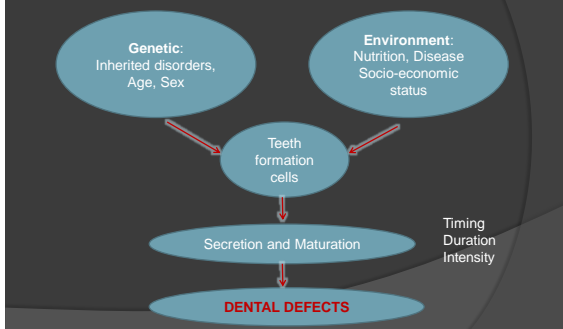 Genetic:
Inherited disorders,
Age, Sex
Environment:
Nutrition, Disease
Socio-economic
status
Teeth
formation
cells
Secretion and Maturation
Timing
Duration
Intensity
DENTAL DEFECTS